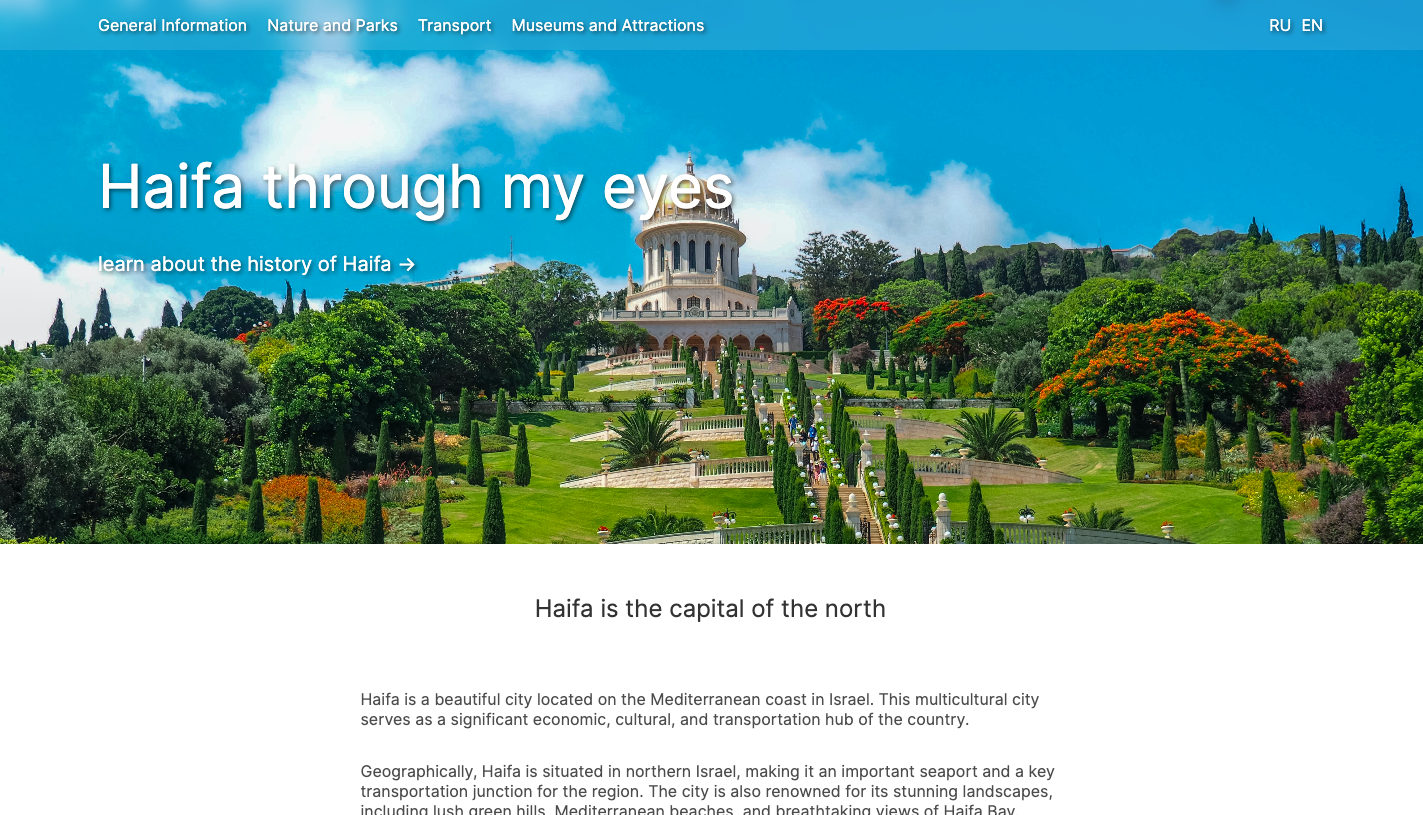 General Information Nature and Parks Transport Museums and Attractions RU EN
Haifa through my eyes
learn about the history of Haifa →
Haifa is the capital of the north
Haifa is a beautiful city located on the Mediterranean coast in Israel. This multicultural city
serves as a significant economic, cultural, and transportation hub of the country.
Geographically, Haifa is situated in northern Israel, making it an important seaport and a key
transportation junction for the region. The city is also renowned for its stunning landscapes,
including lush green hills, Mediterranean beaches, and breathtaking views of Haifa Bay.